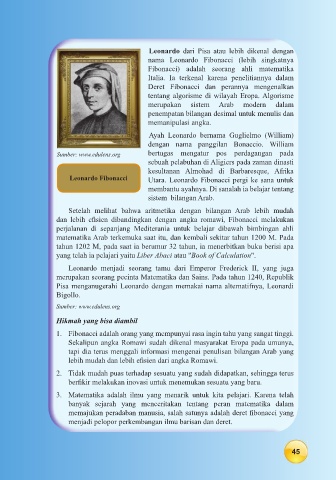 Leonardo dari Pisa atau lebih dikenal dengan
nama Leonardo Fibonacci (lebih singkatnya
Fibonacci) adalah seorang ahli matematika
Italia. Ia terkenal karena penelitiannya dalam
Deret Fibonacci dan perannya mengenalkan
tentang algorisme di wilayah Eropa. Algorisme
merupakan sistem Arab modern dalam
penempatan bilangan desimal untuk menulis dan
memanipulasi angka.
Ayah Leonardo bernama Guglielmo (William)
dengan nama panggilan Bonaccio. William
bertugas mengatur pos perdagangan pada
sebuah pelabuhan di Aligiers pada zaman dinasti
kesultanan Almohad di Barbaresque, Afrika
Utara. Leonardo Fibonacci pergi ke sana untuk
membantu ayahnya. Di sanalah ia belajar tentang
sistem bilangan Arab.
Sumber: www.edulens.org
Leonardo Fibonacci
Setelah melihat bahwa aritmetika dengan bilangan Arab lebih mudah
dan lebih efisien dibandingkan dengan angka romawi, Fibonacci melakukan
perjalanan di sepanjang Mediterania untuk belajar dibawah bimbingan ahli
matematika Arab terkemuka saat itu, dan kembali sekitar tahun 1200 M. Pada
tahun 1202 M, pada saat ia berumur 32 tahun, ia menerbitkan buku berisi apa
yang telah ia pelajari yaitu Liber Abaci atau "Book of Calculation".
Leonardo menjadi seorang tamu dari Emperor Frederick II, yang juga
merupakan seorang pecinta Matematika dan Sains. Pada tahun 1240, Republik
Pisa menganugerahi Leonardo dengan memakai nama alternatifnya, Leonardi
Bigollo.
Sumber: www.edulens.org
Hikmah yang bisa diambil
1. Fibonacci adalah orang yang mempunyai rasa ingin tahu yang sangat tinggi.
Sekalipun angka Romawi sudah dikenal masyarakat Eropa pada umunya,
tapi dia terus menggali informasi mengenai penulisan bilangan Arab yang
lebih mudah dan lebih efisien dari angka Romawi.
2. Tidak mudah puas terhadap sesuatu yang sudah didapatkan, sehingga terus
berfikir melakukan inovasi untuk menemukan sesuatu yang baru.
3. Matematika adalah ilmu yang menarik untuk kita pelajari. Karena telah
banyak sejarah yang menceritakan tentang peran matematika dalam
memajukan peradaban manusia, salah satunya adalah deret fibonacci yang
menjadi pelopor perkembangan ilmu barisan dan deret.
45